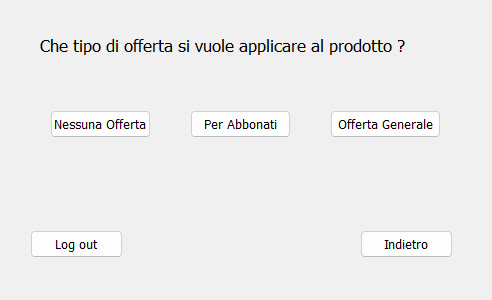 Che tipo di offerta si vuole applicare al prodotto ?
Nessuna Offerta
Per Abbonati
Offerta Generale
Log out
Indietro